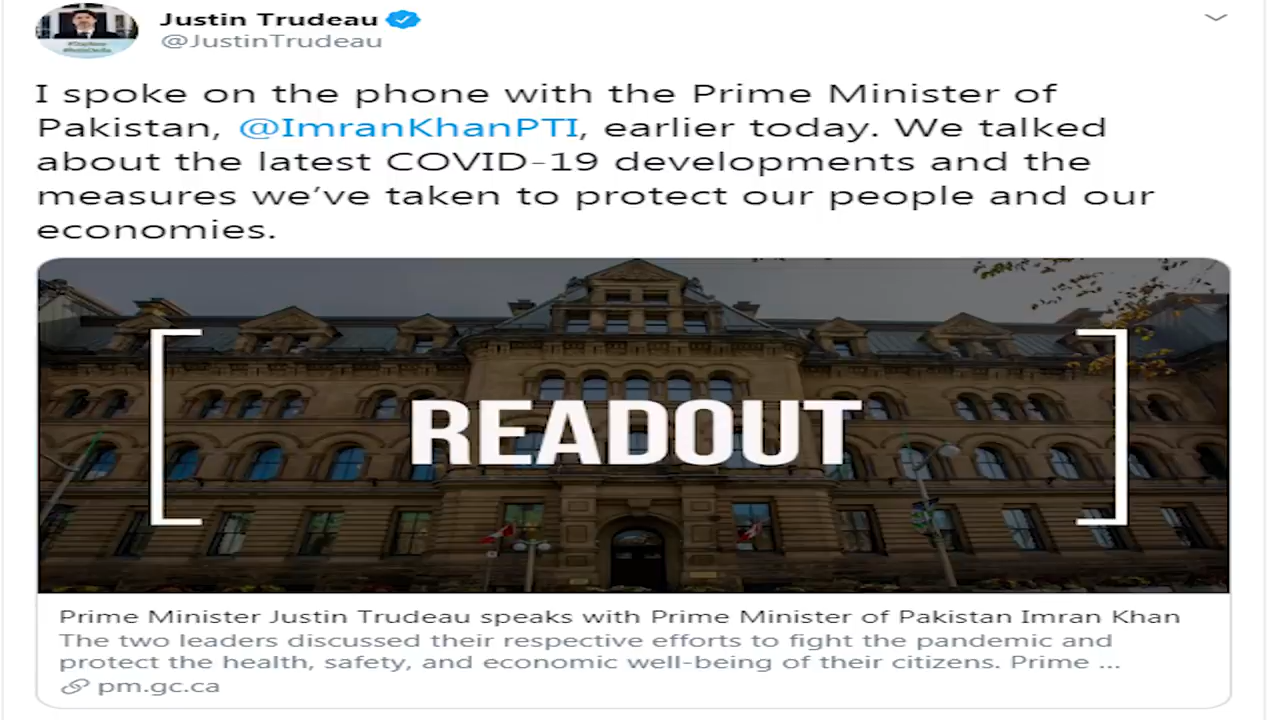 Justin Trudeau
@JustinTrudeau
I spoke on the phone with the Prime Minister of
Pakistan, @ImranKhanPTI, earlier today. We talked
about the latest COVID-19 developments and the
measures we’ve taken to protect our people and our
economies.
[READOUT]
Prime Minister Justin Trudeau speaks with Prime Minister of Pakistan Imran Khan
The two leaders discussed their respective efforts to fight the pandemic and
protect the health, safety, and economic well-being of their citizens. Prime ...
pm.gc.ca